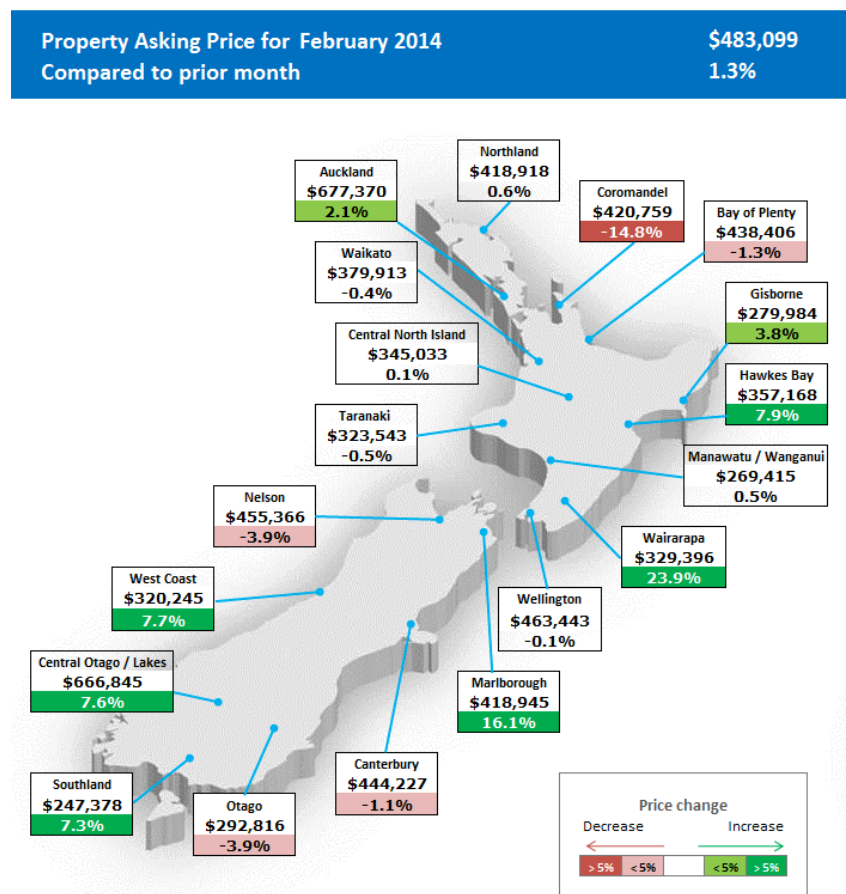 Property Asking Price for February 2014 $483,099
Compared to prior month 1.3%
Northland
$418,918
0.6%
Auckland
$677,370
2.1%
Coromandel
$420,759
-14.8%
Bay of Plenty
$438,406
-1.3%
Waikato
$379,913
-0.4%
Gisborne
$279,984
3.8%
Central North Island
$345,033
0.1%
Hawkes Bay
$357,168
7.9%
Taranaki
$323,543
-0.5%
Manawatu / Wanganui
$269,415
0.5%
Nelson
$455,366
-3.9%
Wairarapa
$329,396
23.9%
West Coast
$320,245
7.7%
Wellington
$463,443
-0.1%
Central Otago / Lakes
$666,845
7.6%
Marlborough
$418,945
16.1%
Canterbury
$444,227
-1.1%
Southland
$247,378
7.3%
Otago
$292,816
-3.9%
Price change
Decrease Increase
> 5% < 5% < 5% > 5%